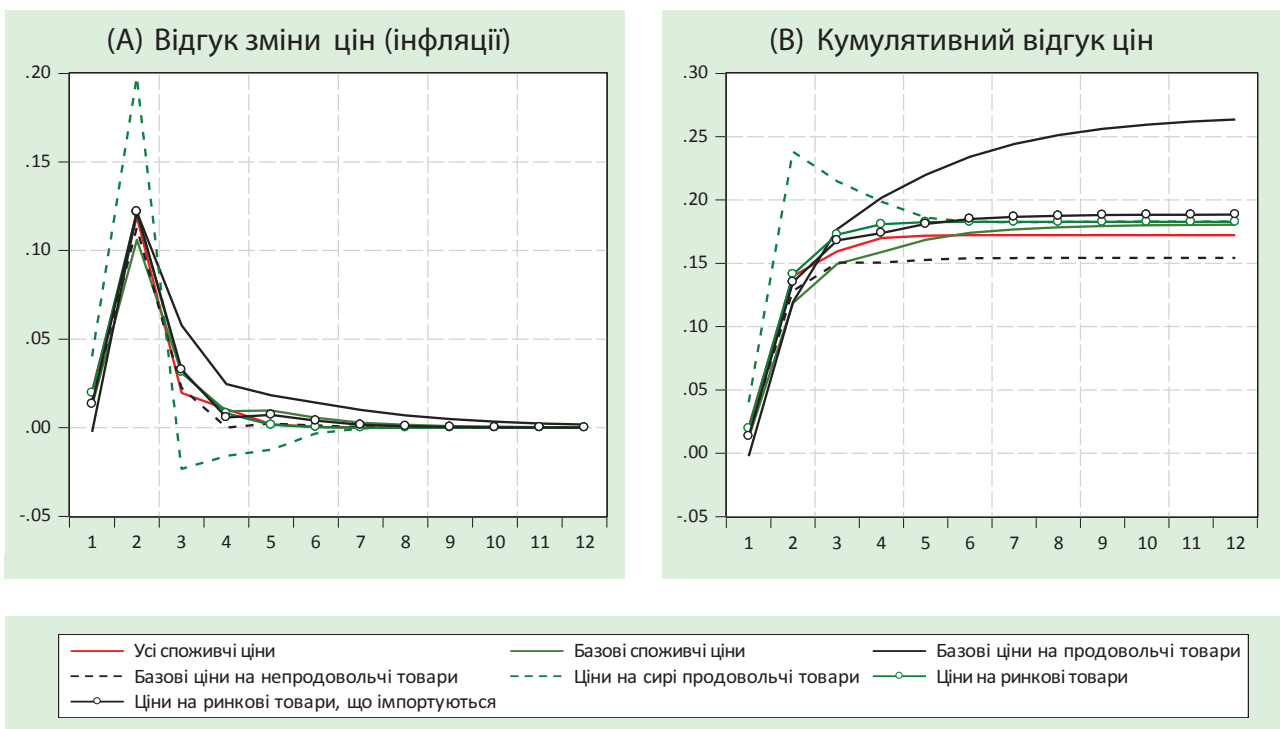 (А) Відгук зміни цін (інфляції)
.20
.15
.10
.05
.00
-.05
1 2 3 4 5 6 7 8 9 10 11 12
(В) Кумулятивний відгук цін
.30
.25
.20
.15
.10
.05
.00
-.05
1 2 3 4 5 6 7 8 9 10 11 12
Усі споживчі ціни
Базові споживчі ціни
Базові ціни на продовольчі товари
Базові ціни на непродовольчі товари
Ціни на сирі продовольчі товари
Ціни на ринкові товари
Ціни на ринкові товари, що імпортуються